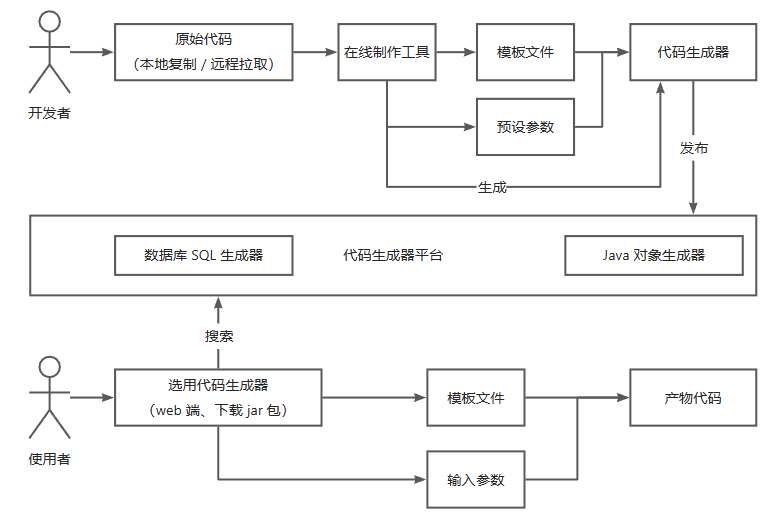 原始代码
（本地复制 / 远程拉取）
在线制作工具
模板文件
代码生成器
开发者
预设参数
发布
生成
数据库 SQL 生成器
代码生成器平台
Java 对象生成器
搜索
选用代码生成器
（web 端、下载 jar 包）
模板文件
产物代码
使用者
输入参数